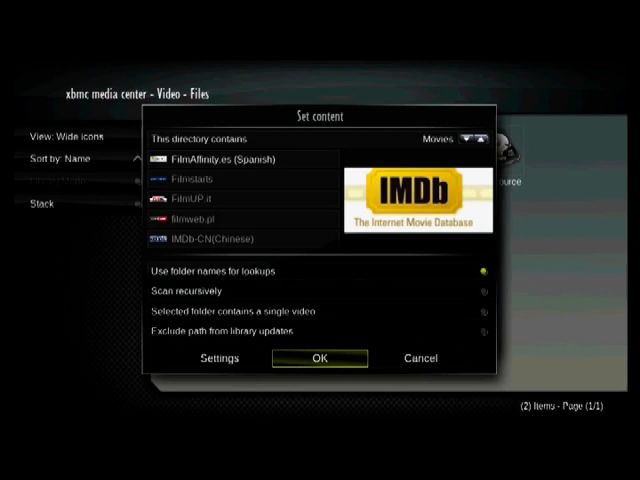 xbmc media center - Video - Files
Set content
View: Wide icons
Sort by: Name
Stack
This directory contains
Movies
FilmAffinity.es (Spanish)
Filmstarts
FilmUP.it
filmweb.pl
IMDb-CN(Chinese)
IMDb
The Internet Movie Database
Use folder names for lookups
Scan recursively
Selected folder contains a single video
Exclude path from library updates
Settings
OK
Cancel
(2) Items - Page (1/1)